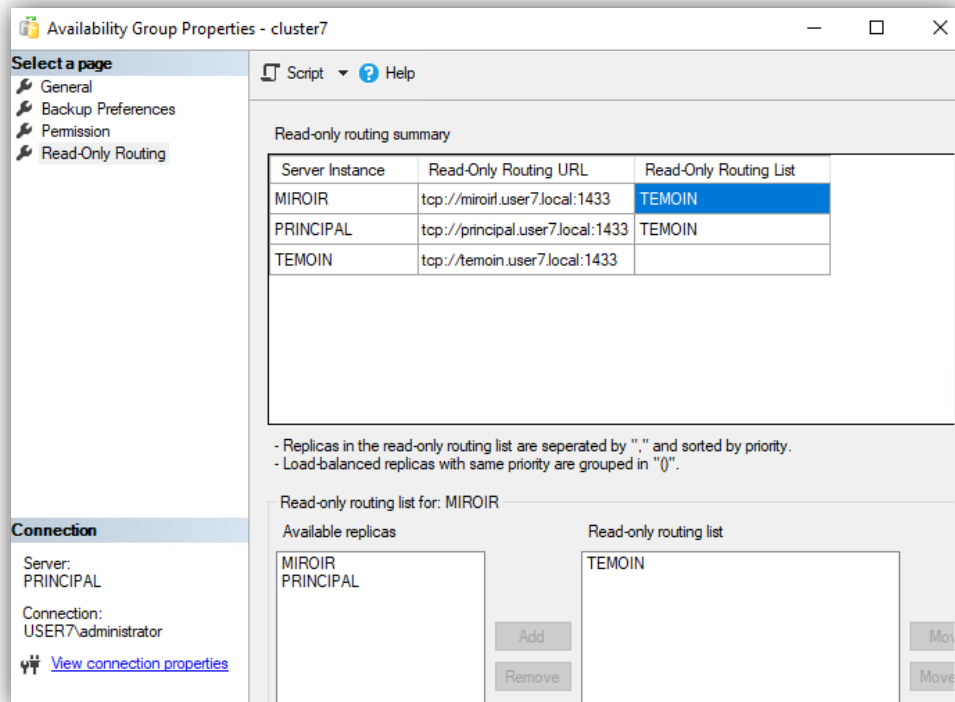 Availability Group Properties - cluster7
Select a page
General
Backup Preferences
Permission
Read-Only Routing
Script
Help
Read-only routing summary
Server Instance Read-Only Routing URL Read-Only Routing List
MIROIR tcp://miroirl.user7.local:1433 TEMOIN
PRINCIPAL tcp://principal.user7.local:1433 TEMOIN
TEMOIN tcp://temoin.user7.local:1433
- Replicas in the read-only routing list are seperated by "," and sorted by priority.
- Load-balanced replicas with same priority are grouped in "()".
Read-only routing list for: MIROIR
Available replicas
MIROIR
PRINCIPAL
Add
Remove
Read-only routing list
TEMOIN
Mov
Move
Connection
Server:
PRINCIPAL
Connection:
USER7\administrator
View connection properties